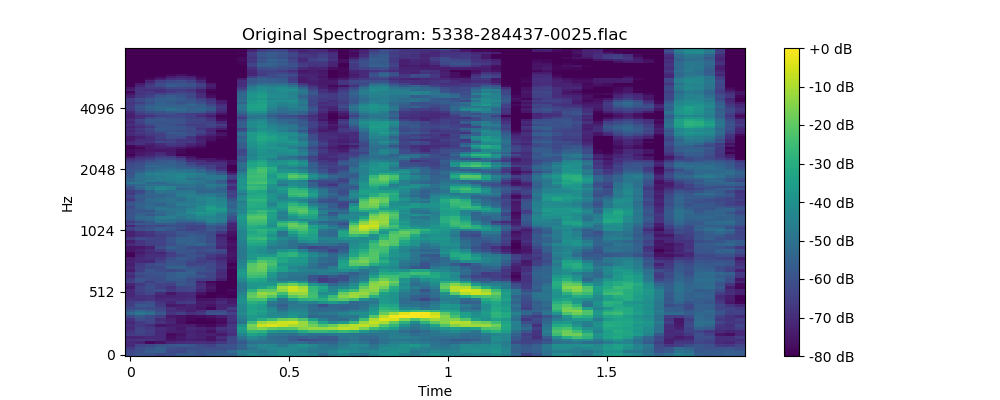 Original Spectrogram: 5338-284437-0025.flac
Hz
4096
2048
1024
512
0
0
0.5
1
1.5
Time
+0 dB
-10 dB
-20 dB
-30 dB
-40 dB
-50 dB
-60 dB
-70 dB
-80 dB